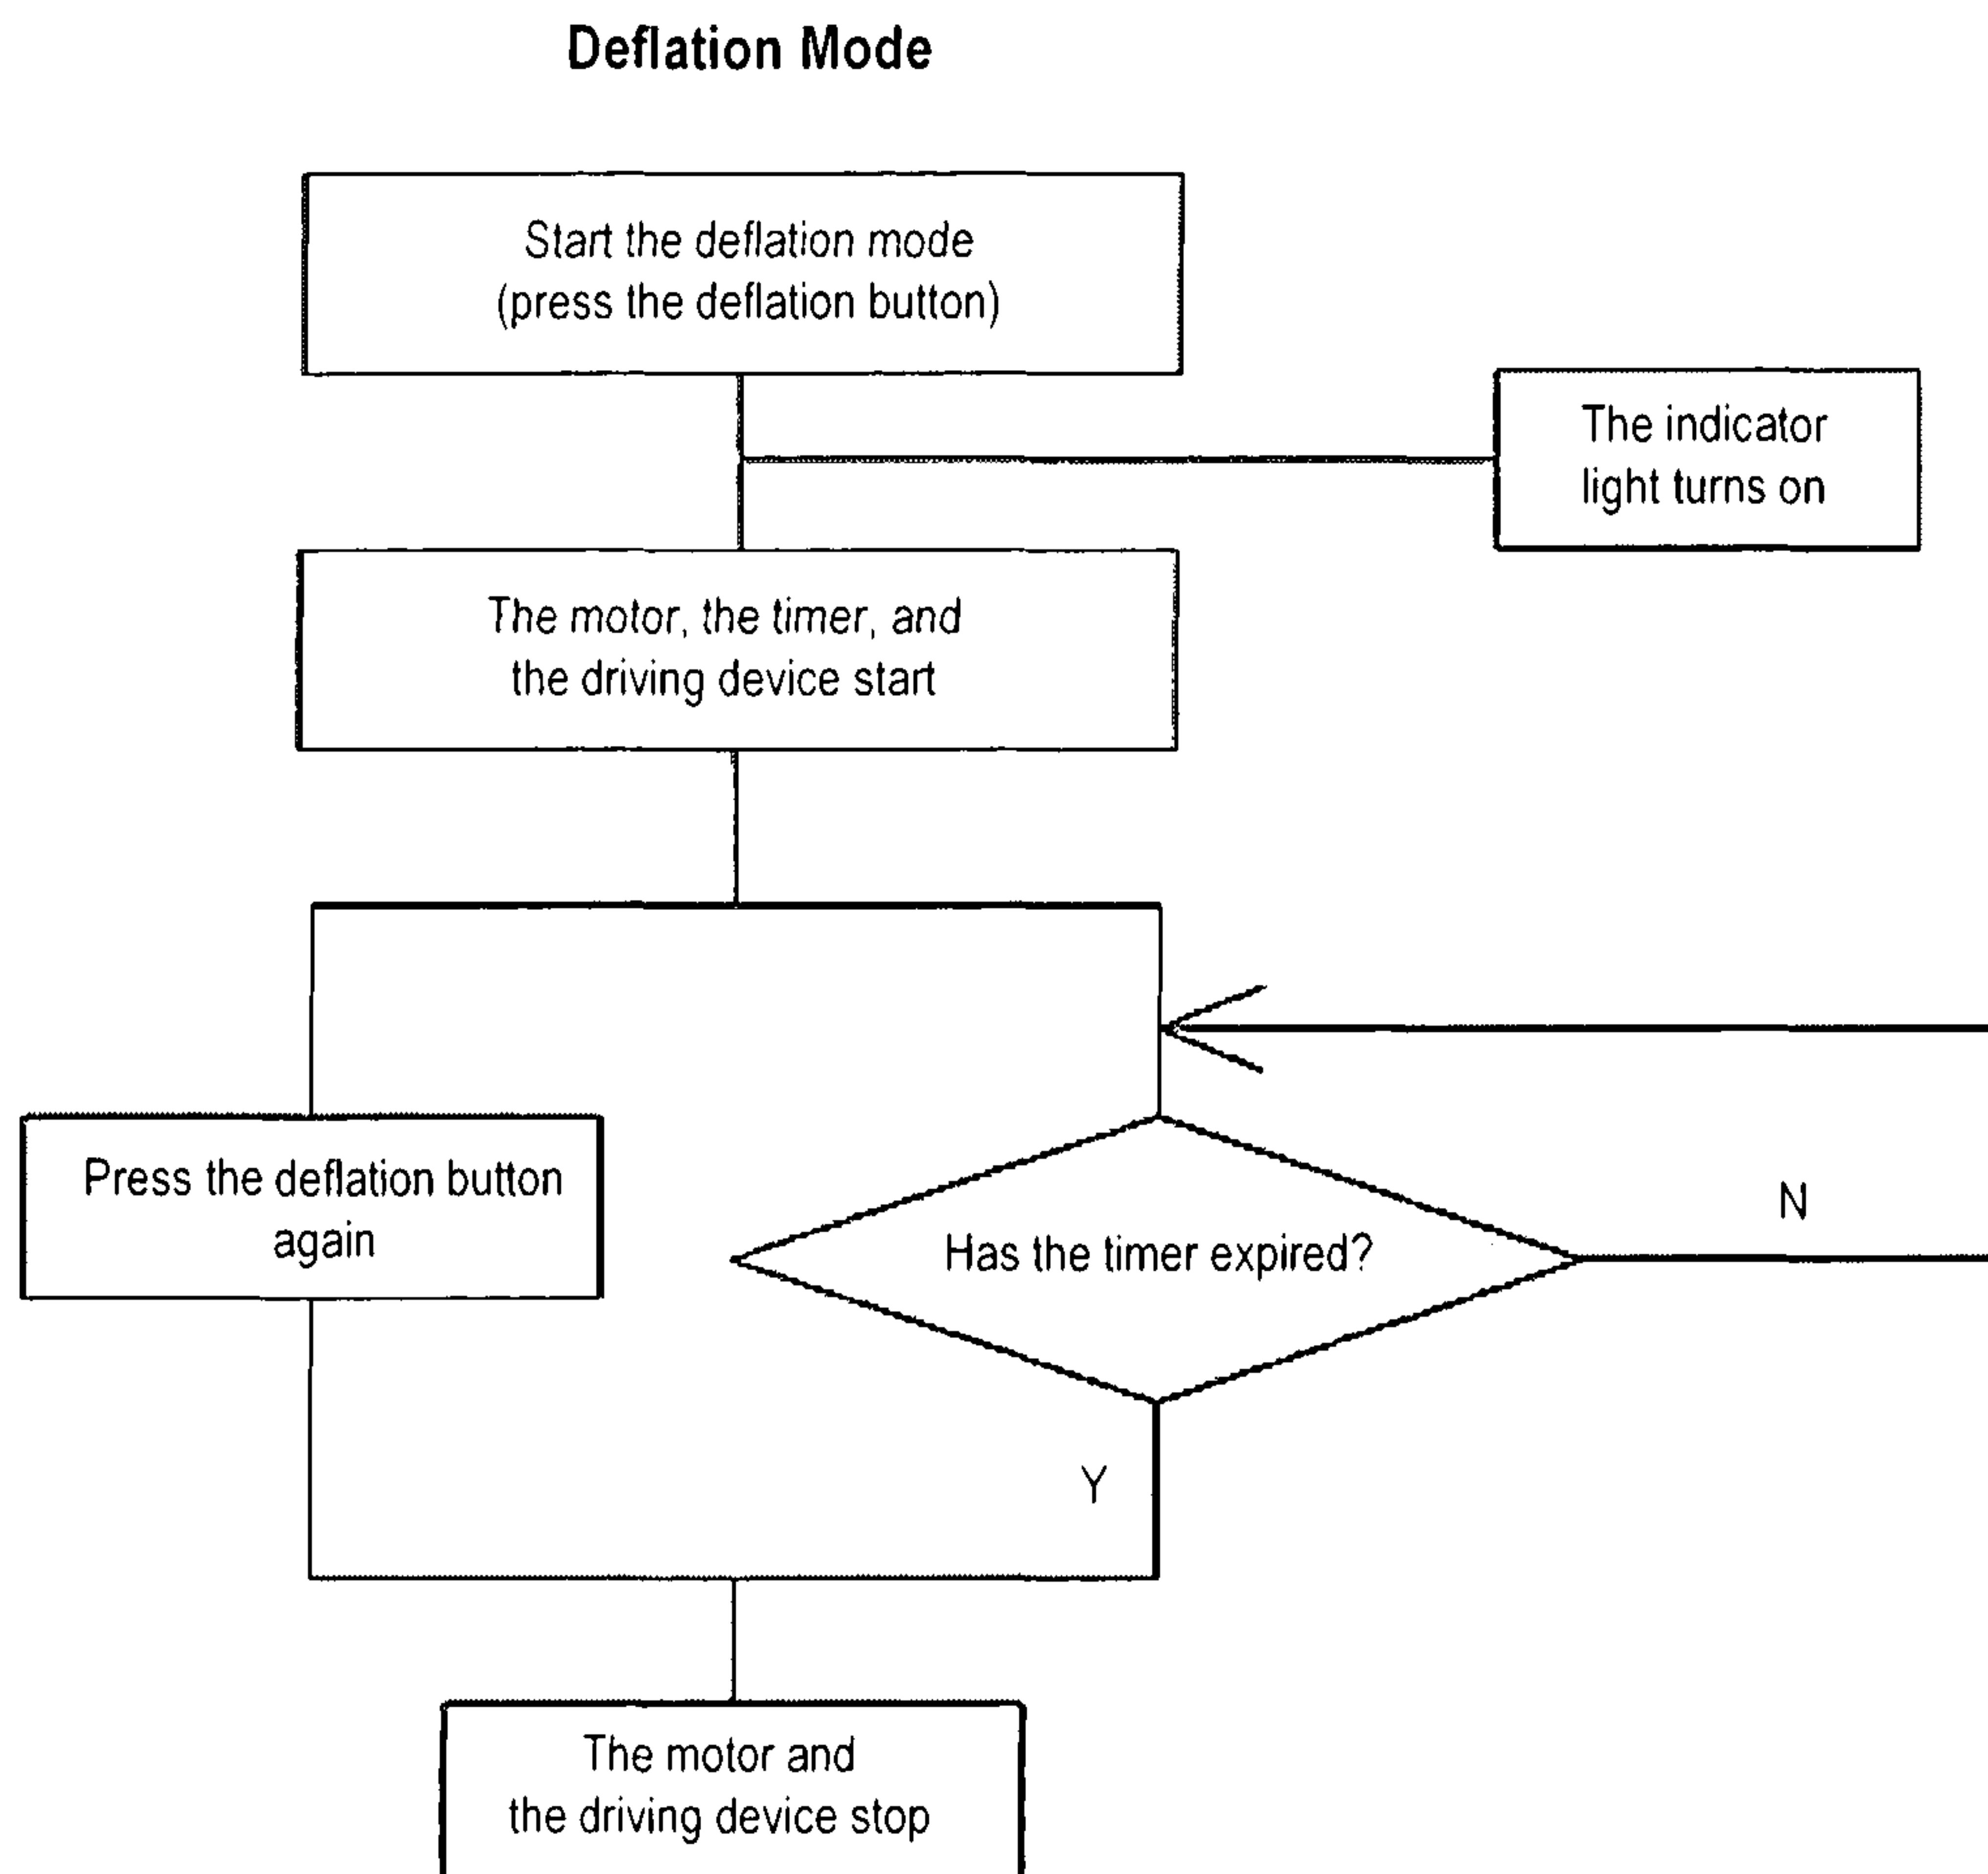 Deflation Mode
Start the deflation mode
(press the deflation button)
The indicator
light turns on
The motor, the timer, and
the driving device start
Press the deflation button
again
Has the timer expired?
N
Y
The motor and
the driving device stop